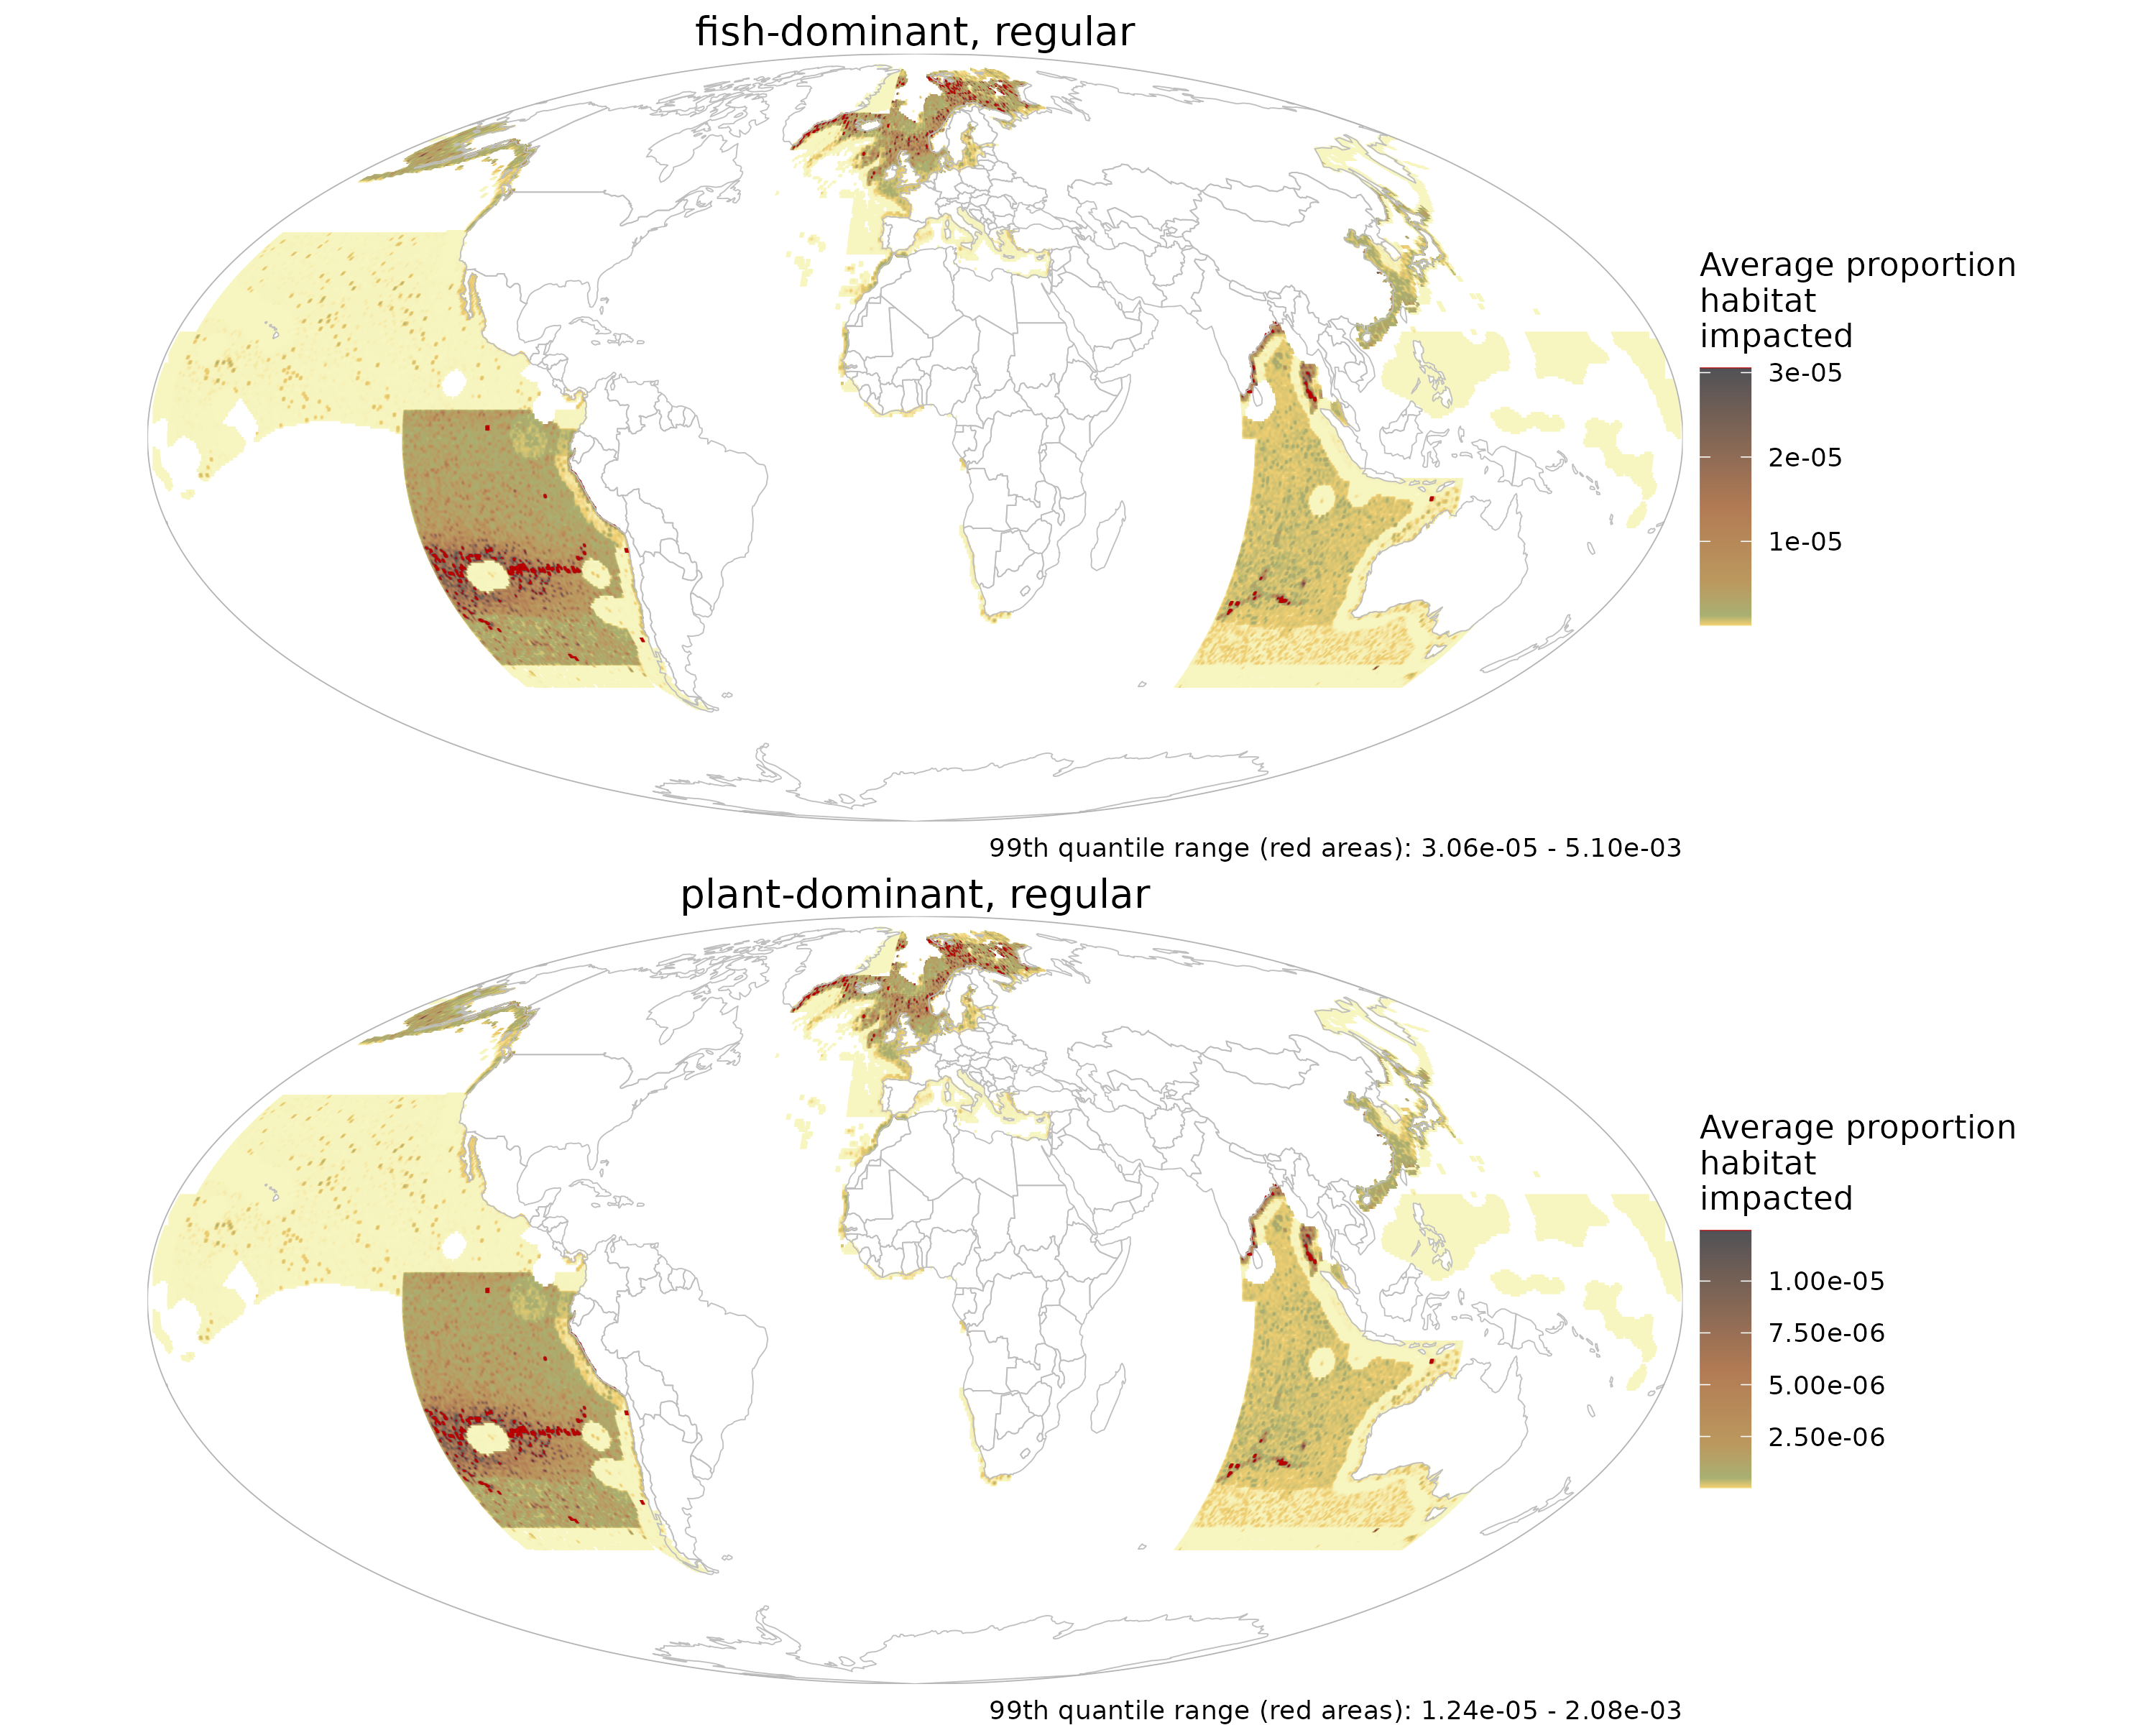 fish-dominant, regular
Average proportion
habitat
impacted
3e-05
2e-05
1e-05
99th quantile range (red areas): 3.06e-05 - 5.10e-03
plant-dominant, regular
Average proportion
habitat
impacted
1.00e-05
7.50e-06
5.00e-06
2.50e-06
99th quantile range (red areas): 1.24e-05 - 2.08e-03